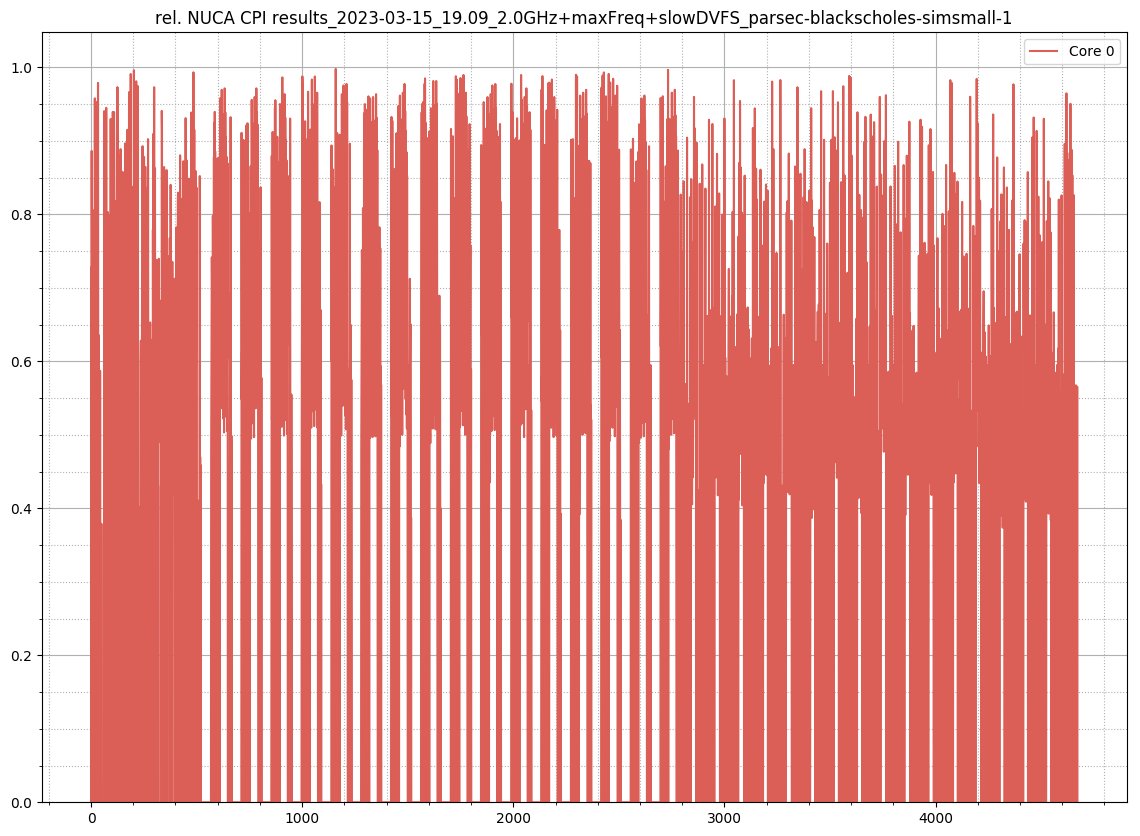 rel. NUCA CPI results_2023-03-15_19.09_2.0GHz+maxFreq+slowDVFS_parsec-blackscholes-simsmall-1
Core 0
1.0
0.8
0.6
0.4
0.2
0.0
0 1000 2000 3000 4000